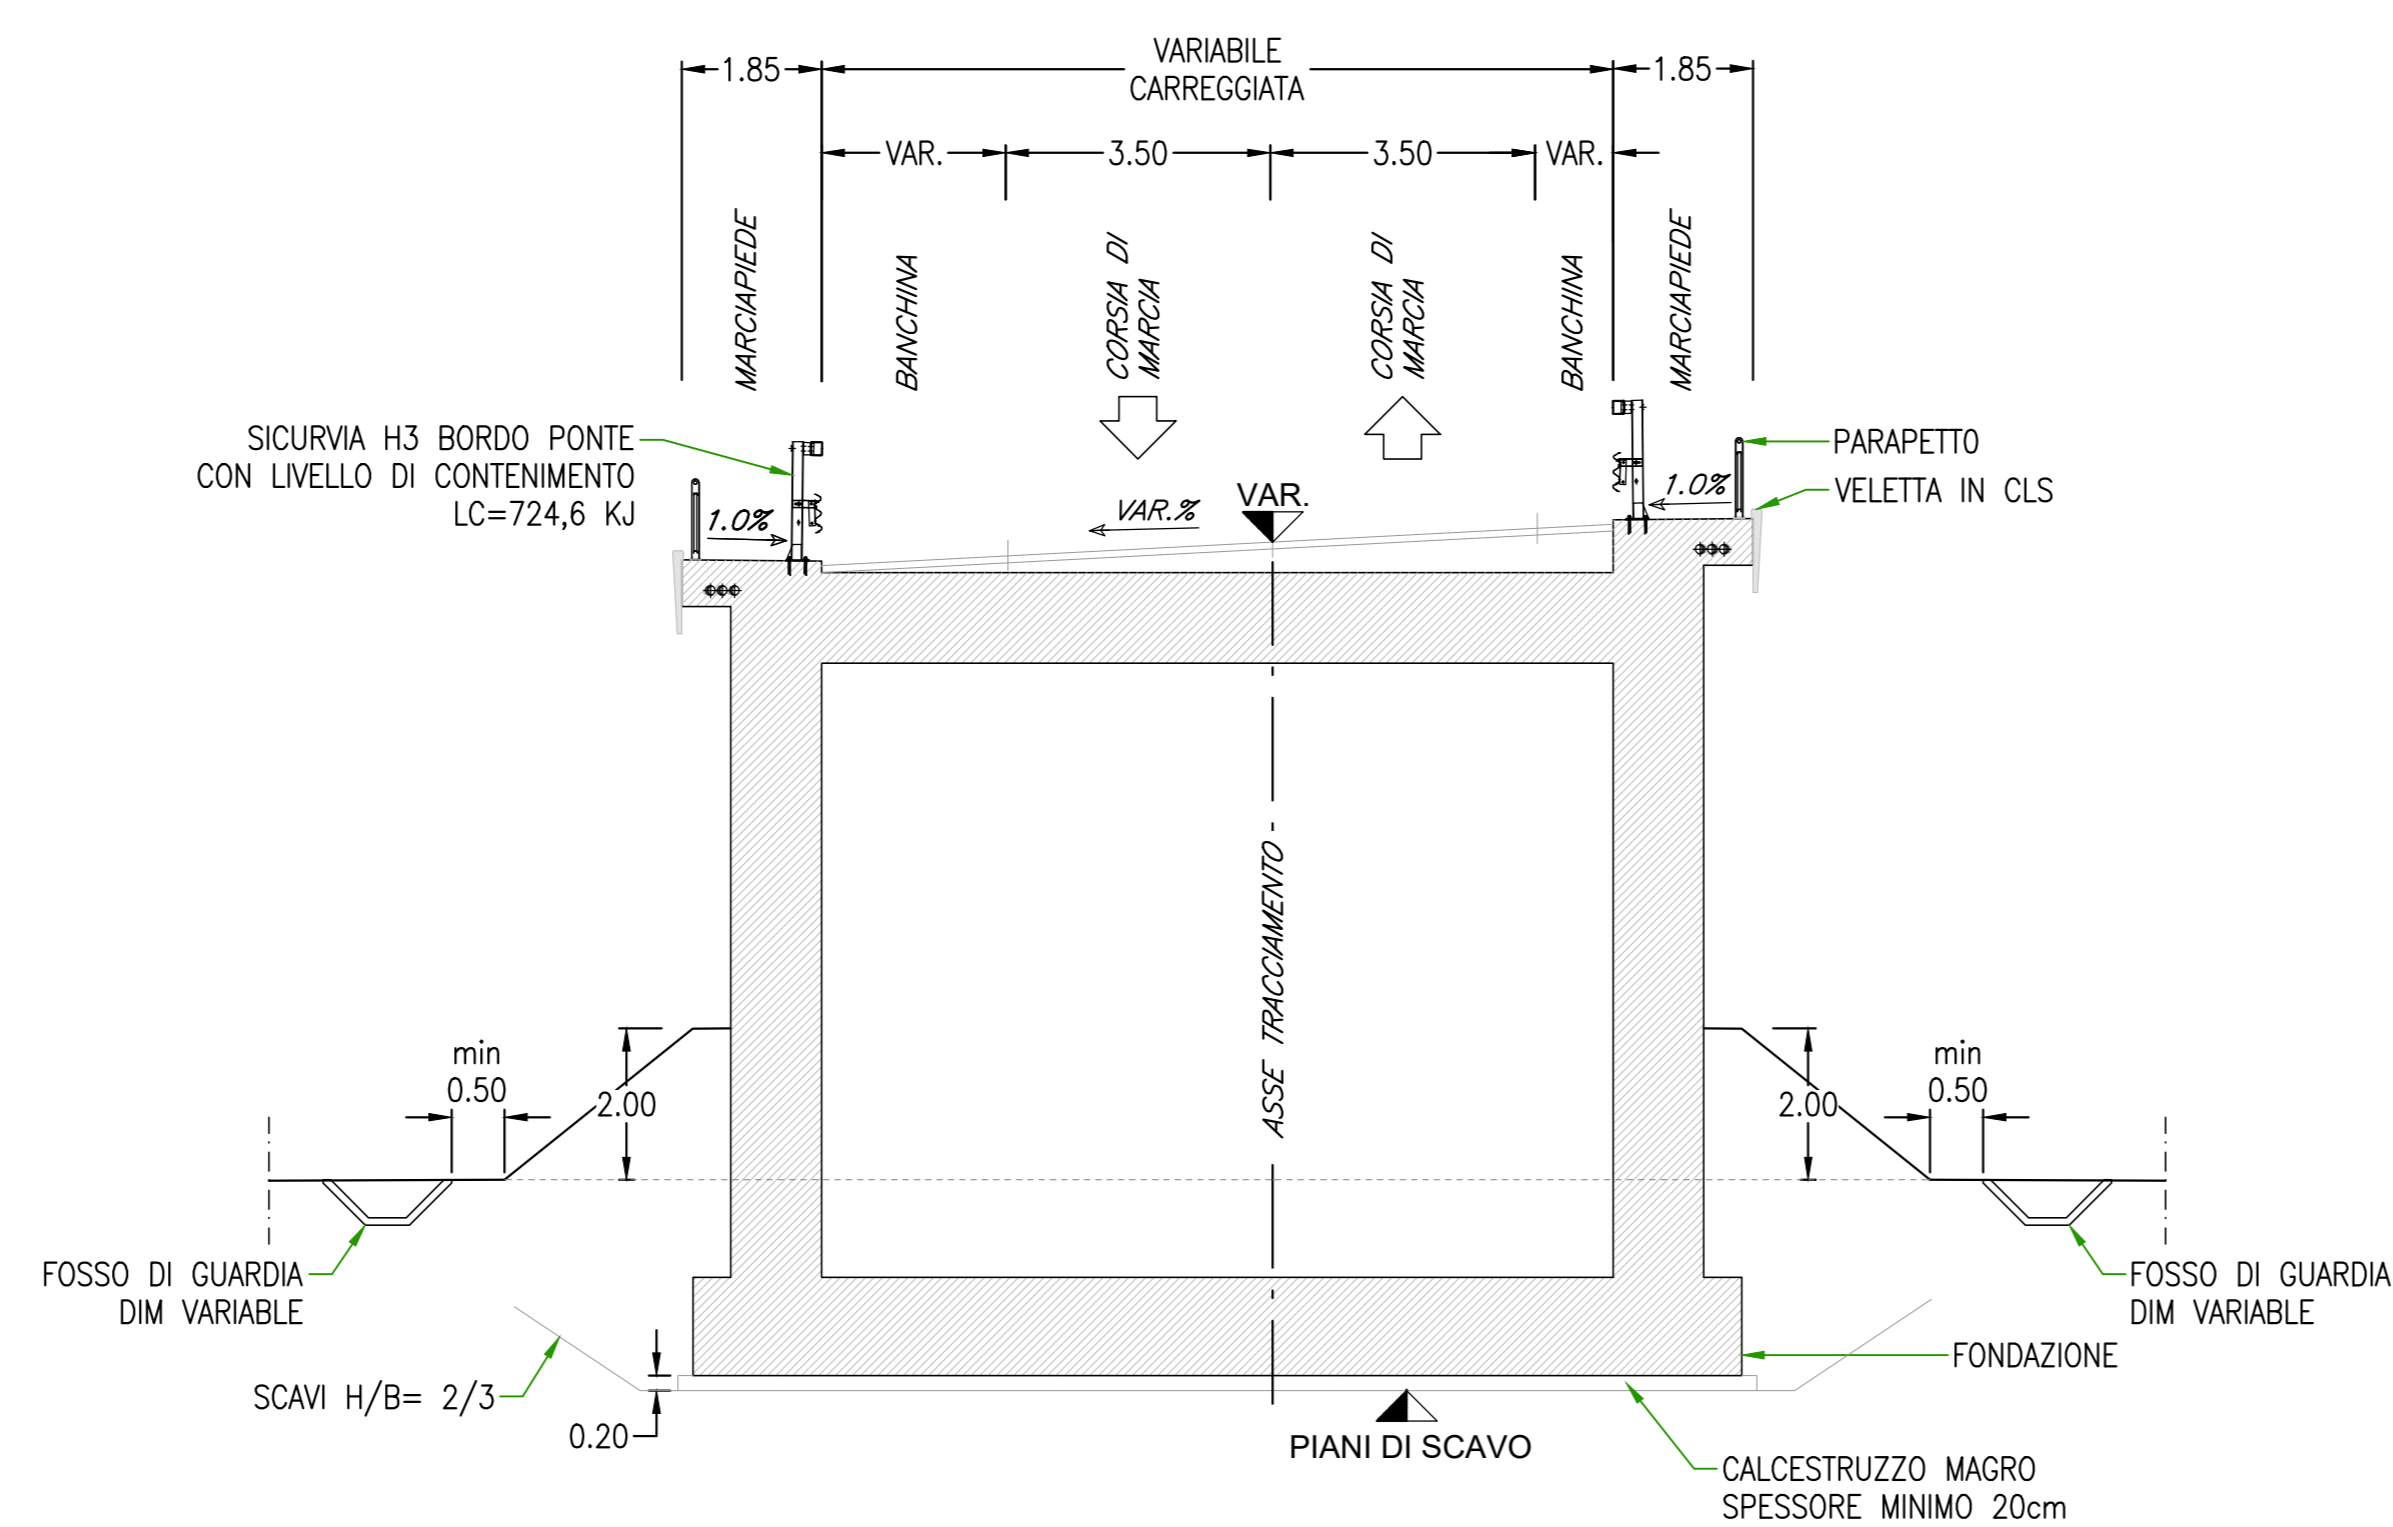 VARIABILE
CARREGGIATA
1.85
1.85
VAR.
3.50
3.50
VAR.
MARCIAPIEDE
BANCHINA
CORSIA DI
MARCIA
CORSIA DI
MARCIA
BANCHINA
MARCIAPIEDE
SICURVIA H3 BORDO PONTE
CON LIVELLO DI CONTENIMENTO
LC=724,6 KJ
PARAPETTO
VELETTA IN CLS
1.0%
VAR.%
VAR.
1.0%
ASSE TRACCIAMENTO
min
0.50
2.00
2.00
min
0.50
FOSSO DI GUARDIA
DIM VARIABLE
FOSSO DI GUARDIA
DIM VARIABLE
FONDAZIONE
SCAVI H/B= 2/3
0.20
PIANI DI SCAVO
CALCESTRUZZO MAGRO
SPESSORE MINIMO 20cm